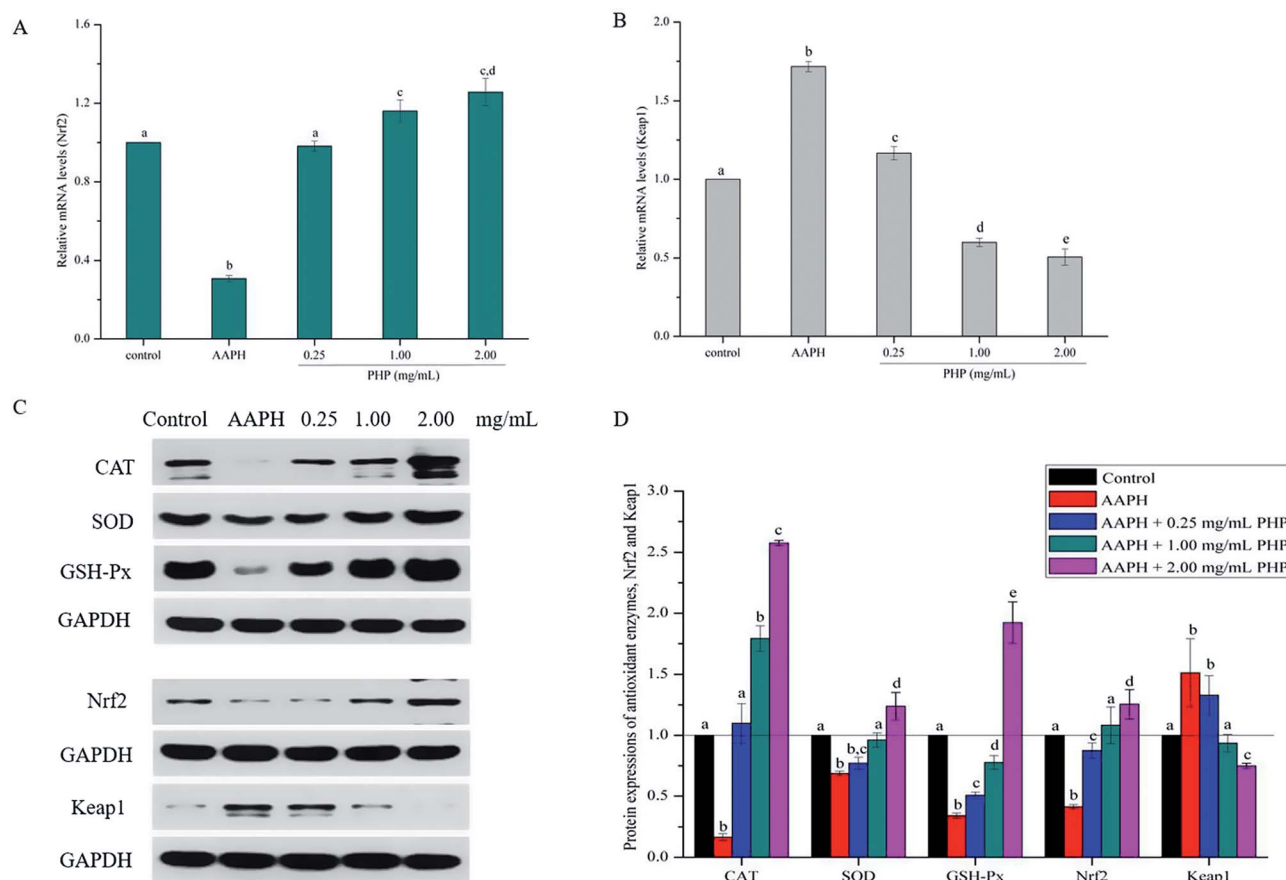 A
Relative mRNA levels (Nrf2)
1.6
1.2
0.8
0.4
0.0
a
b
a
c
c,d
control
AAPH
0.25
1.00
2.00
PHP (mg/mL)
B
Relative mRNA levels (Keap1)
2.0
1.5
1.0
0.5
0.0
a
b
c
d
e
control
AAPH
0.25
1.00
2.00
PHP (mg/mL)
C
Control AAPH 0.25 1.00 2.00 mg/mL
CAT
SOD
GSH-Px
GAPDH
Nrf2
GAPDH
Keap1
GAPDH
D
Control
AAPH
AAPH + 0.25 mg/mL PHP
AAPH + 1.00 mg/mL PHP
AAPH + 2.00 mg/mL PHP
Protein expressions of antioxidant enzymes, Nrf2 and Keap1
3.0
2.5
2.0
1.5
1.0
0.5
0.0
a b a b c
a b b,c a d
a b c d e
a b c a d
a b b a c
CAT SOD GSH-Px Nrf2 Keap1